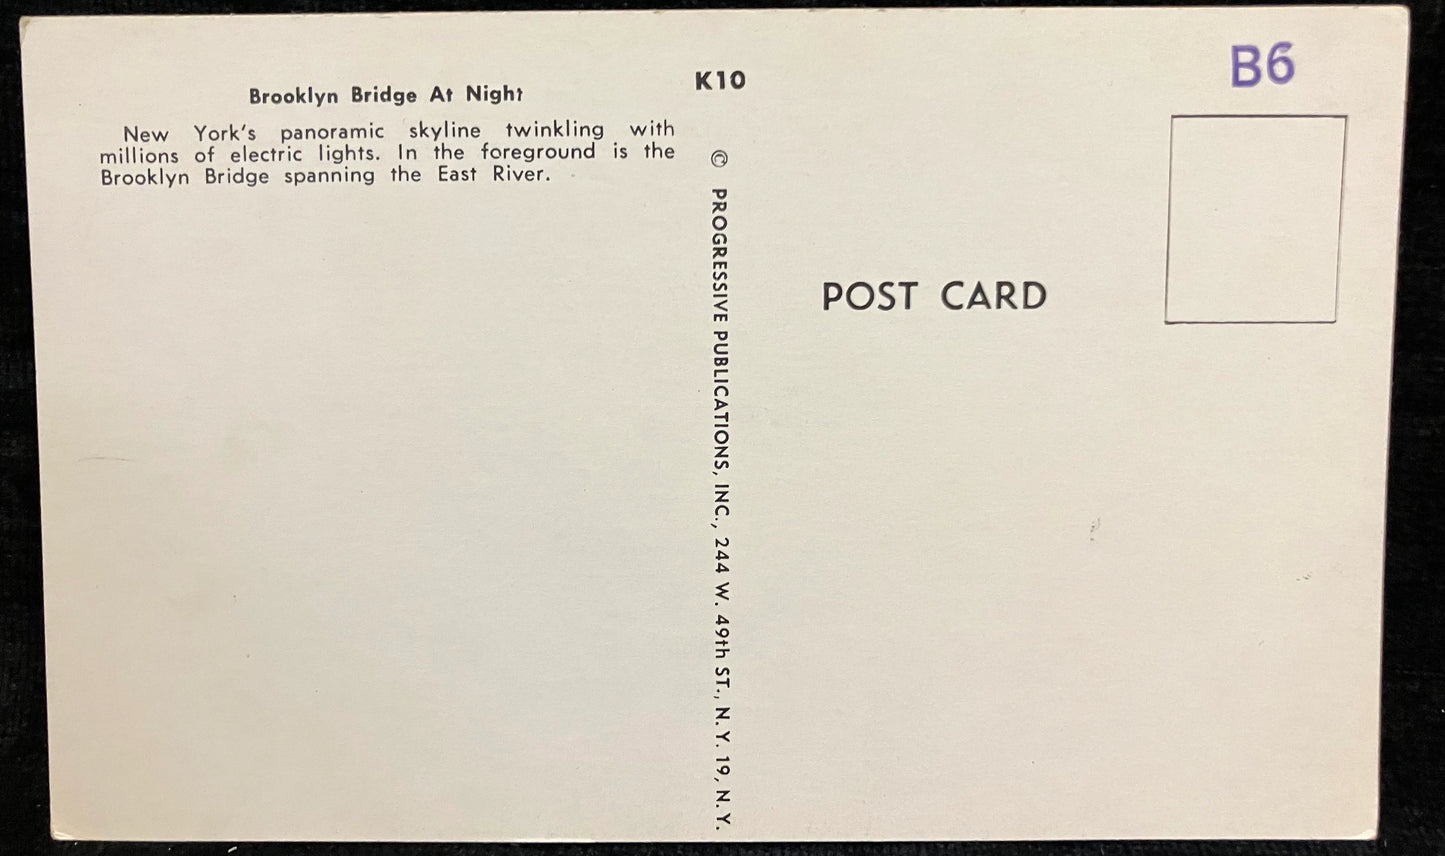 Brooklyn Bridge At Night
New York's panoramic skyline twinkling with
millions of electric lights. In the foreground is the
Brooklyn Bridge spanning the East River.
K10
© PROGRESSIVE PUBLICATIONS, INC., 244 W. 49th ST., N. Y. 19, N. Y.
B6
POST CARD